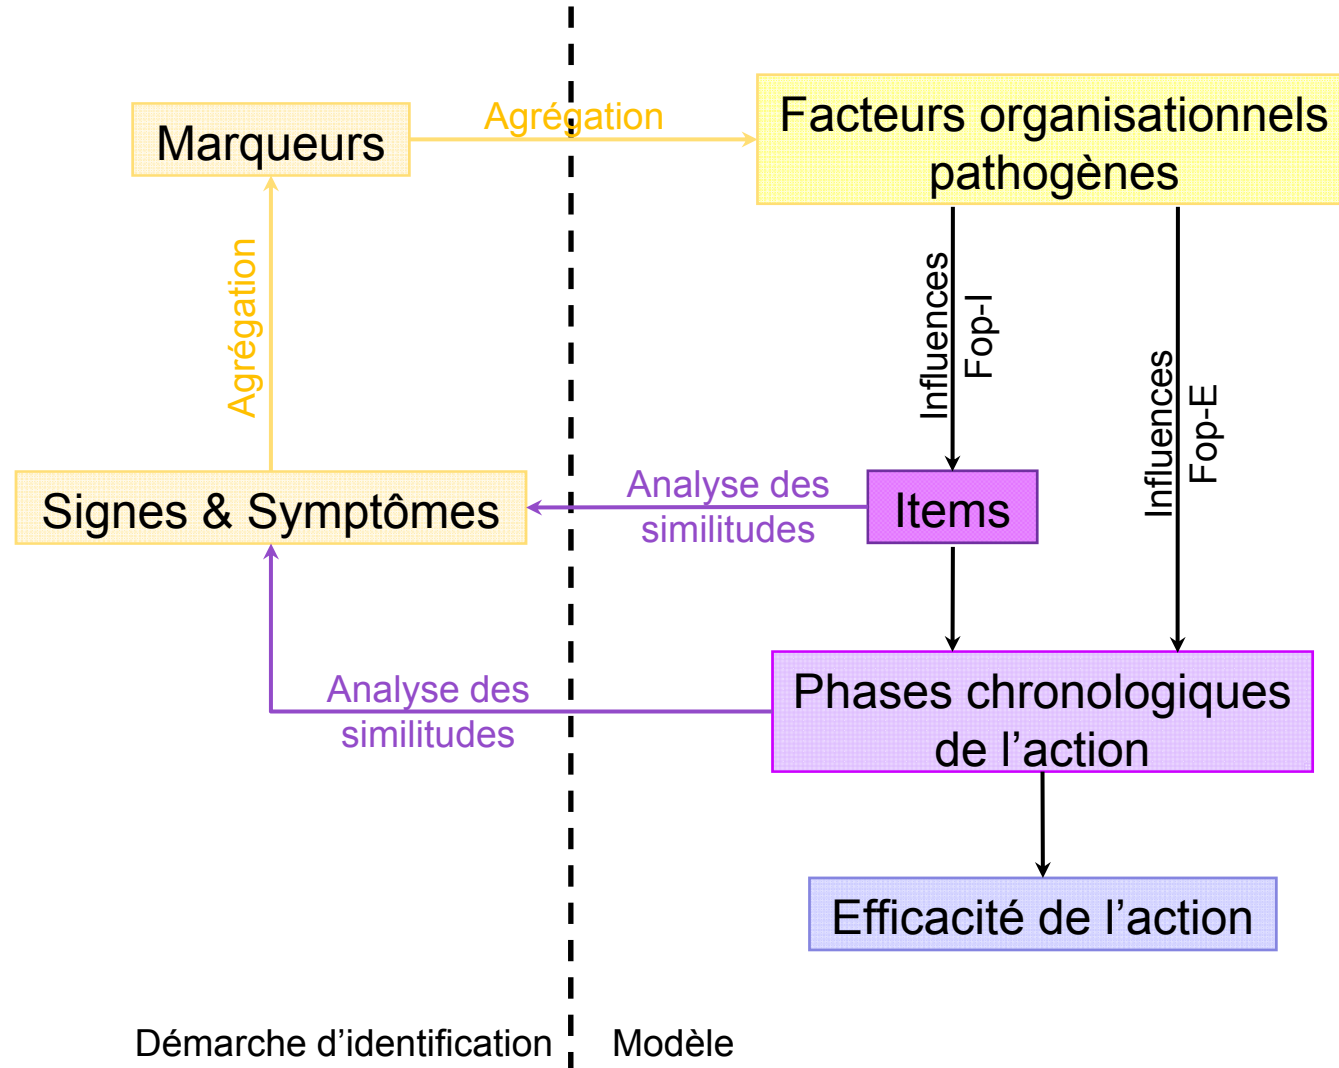 Marqueurs
Agrégation
Facteurs organisationnels
pathogènes
Agrégation
Influences
Fop-I
Influences
Fop-E
Signes & Symptômes
Analyse des
similitudes
Items
Analyse des
similitudes
Phases chronologiques
de l’action
Efficacité de l’action
Démarche d’identification
Modèle